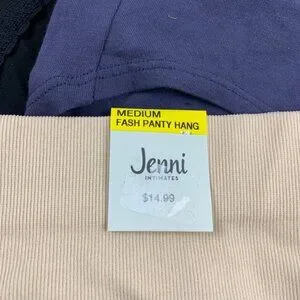 MEDIUM
FASH PANTY HANG
Jenni
INTIMATES
$14.99